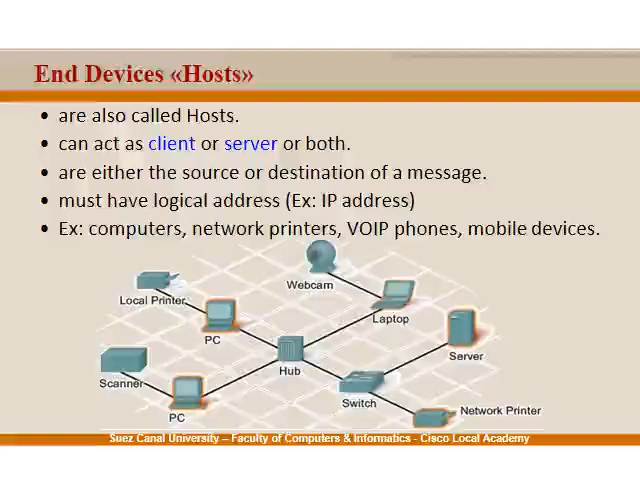 End Devices «Hosts»
• are also called Hosts.
• can act as client or server or both.
• are either the source or destination of a message.
• must have logical address (Ex: IP address)
• Ex: computers, network printers, VOIP phones, mobile devices.
Webcam
Local Printer
Laptop
PC
Server
Hub
Scanner
Switch
Network Printer
PC
Suez Canal University – Faculty of Computers & Informatics - Cisco Local Academy